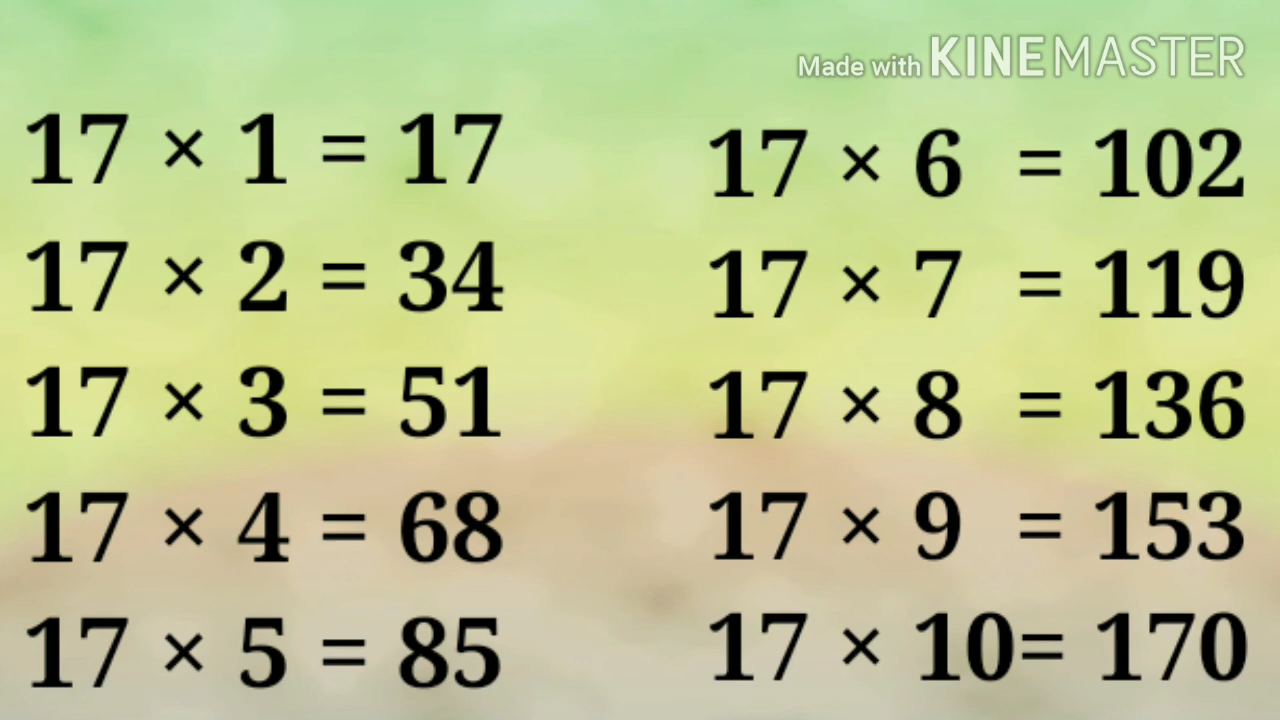 Made with KINEMASTER
17 × 1 = 17
17 × 2 = 34
17 × 3 = 51
17 × 4 = 68
17 × 5 = 85
17 × 6 = 102
17 × 7 = 119
17 × 8 = 136
17 × 9 = 153
17 × 10= 170